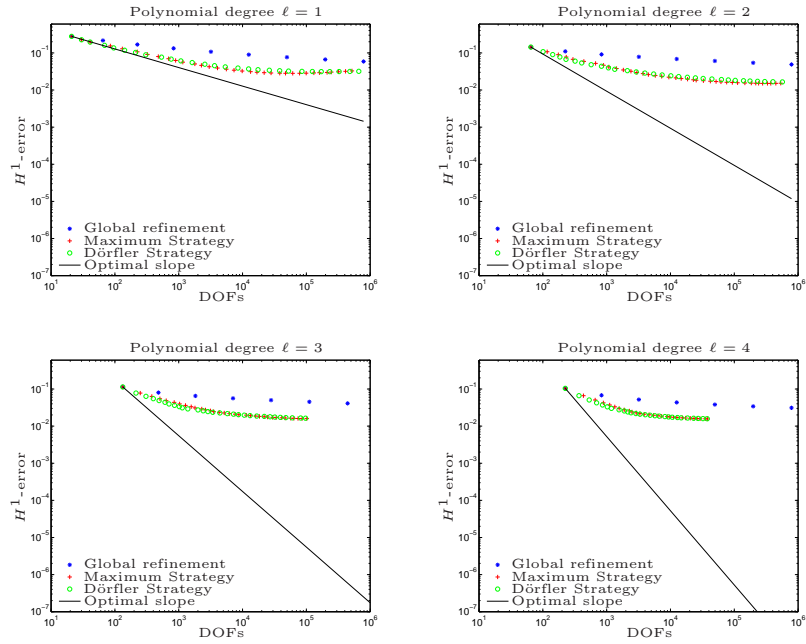 Polynomial degree ℓ = 1
10⁻¹
10⁻²
10⁻³
10⁻⁴
10⁻⁵
10⁻⁶
10⁻⁷
H¹-error
Global refinement
Maximum Strategy
Dörfler Strategy
Optimal slope
10¹ 10² 10³ 10⁴ 10⁵ 10⁶
DOFs
Polynomial degree ℓ = 2
10⁻¹
10⁻²
10⁻³
10⁻⁴
10⁻⁵
10⁻⁶
10⁻⁷
H¹-error
Global refinement
Maximum Strategy
Dörfler Strategy
Optimal slope
10¹ 10² 10³ 10⁴ 10⁵ 10⁶
DOFs
Polynomial degree ℓ = 3
10⁻¹
10⁻²
10⁻³
10⁻⁴
10⁻⁵
10⁻⁶
10⁻⁷
H¹-error
Global refinement
Maximum Strategy
Dörfler Strategy
Optimal slope
10¹ 10² 10³ 10⁴ 10⁵ 10⁶
DOFs
Polynomial degree ℓ = 4
10⁻¹
10⁻²
10⁻³
10⁻⁴
10⁻⁵
10⁻⁶
10⁻⁷
H¹-error
Global refinement
Maximum Strategy
Dörfler Strategy
Optimal slope
10¹ 10² 10³ 10⁴ 10⁵ 10⁶
DOFs